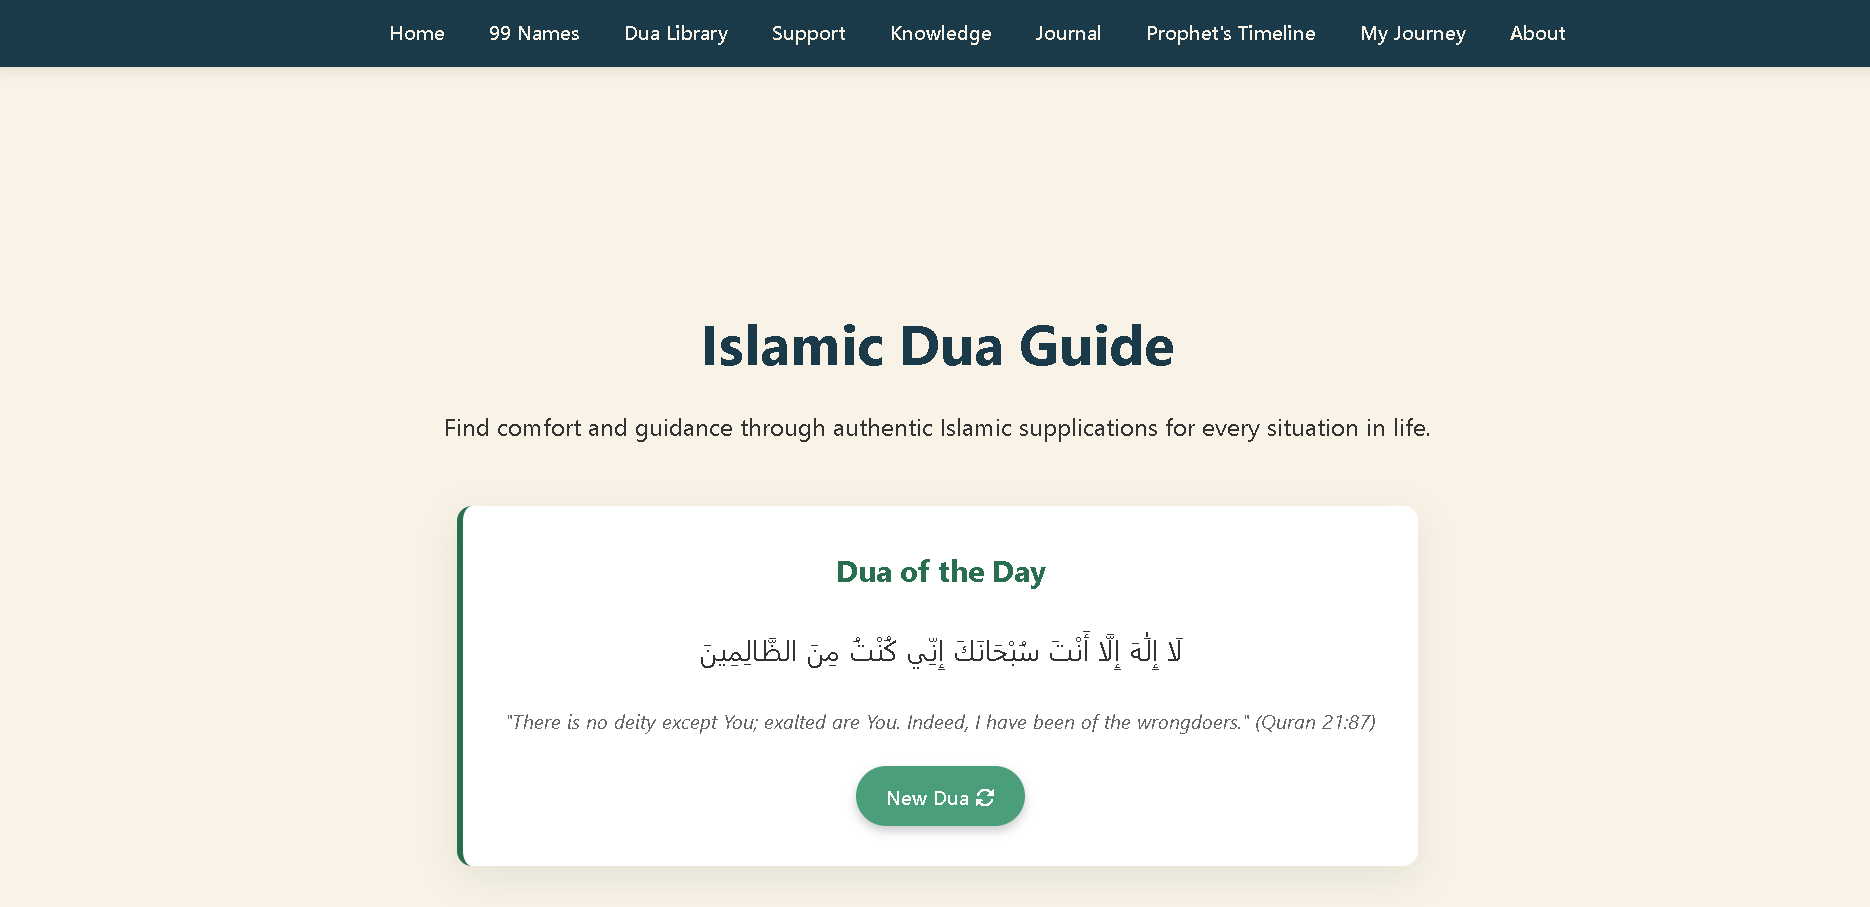 Home 99 Names Dua Library Support Knowledge Journal Prophet's Timeline My Journey About
Islamic Dua Guide
Find comfort and guidance through authentic Islamic supplications for every situation in life.
Dua of the Day
لَا إِلَٰهَ إِلَّا أَنْتَ سُبْحَانَكَ إِنِّي كُنْتُ مِنَ الظَّالِمِينَ
"There is no deity except You; exalted are You. Indeed, I have been of the wrongdoers." (Quran 21:87)
New Dua